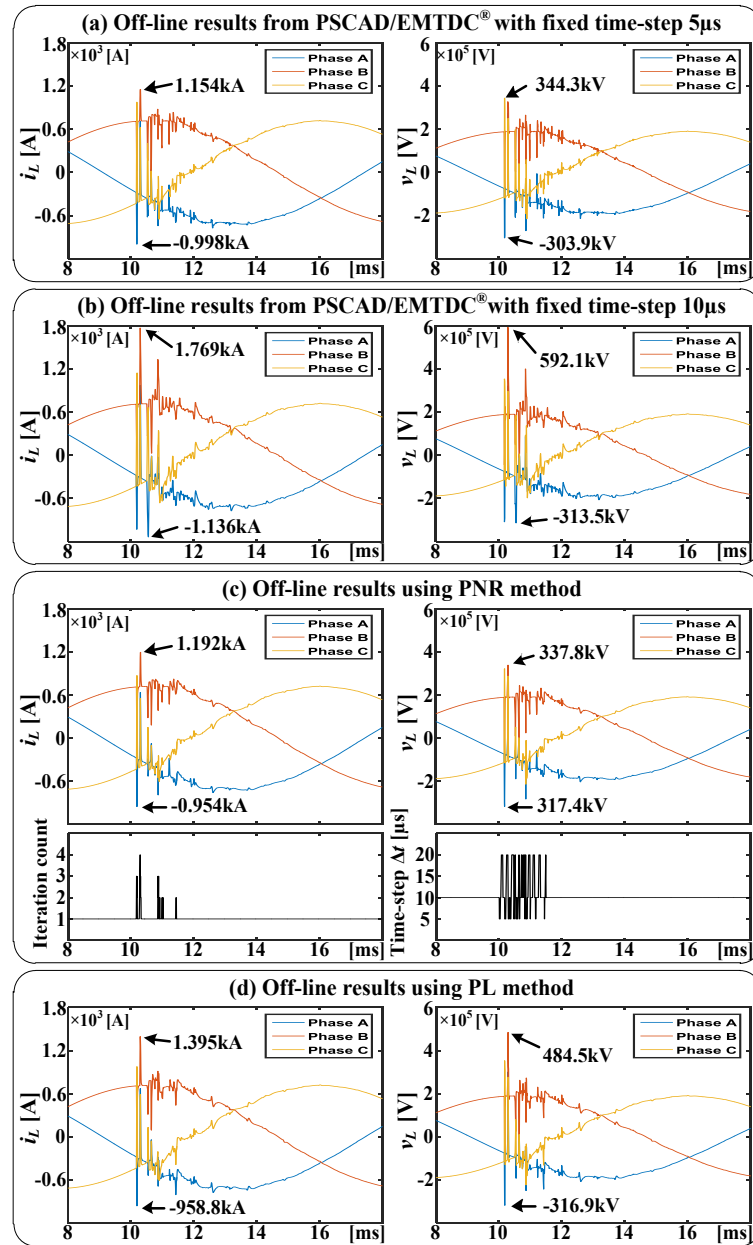 (a) Off-line results from PSCAD/EMTDC® with fixed time-step 5µs
×10³ [A]
1.8
1.2
0.6
0
-0.6
i_L [A]
1.154kA
-0.998kA
Phase A
Phase B
Phase C
8 10 12 14 16 [ms]
×10⁵ [V]
6
4
2
0
-2
v_L [V]
344.3kV
-303.9kV
Phase A
Phase B
Phase C
8 10 12 14 16 [ms]
(b) Off-line results from PSCAD/EMTDC® with fixed time-step 10µs
×10³ [A]
1.8
1.2
0.6
0
-0.6
i_L [A]
1.769kA
-1.136kA
Phase A
Phase B
Phase C
8 10 12 14 16 [ms]
×10⁵ [V]
6
4
2
0
-2
v_L [V]
592.1kV
-313.5kV
Phase A
Phase B
Phase C
8 10 12 14 16 [ms]
(c) Off-line results using PNR method
×10³ [A]
1.8
1.2
0.6
0
-0.6
i_L [A]
1.192kA
-0.954kA
Phase A
Phase B
Phase C
8 10 12 14 16
×10⁵ [V]
6
4
2
0
-2
v_L [V]
337.8kV
317.4kV
Phase A
Phase B
Phase C
8 10 12 14 16
Iteration count
4
3
2
1
8 10 12 14 16 [ms]
Time-step Δt [µs]
20
15
10
5
8 10 12 14 16 [ms]
(d) Off-line results using PL method
×10³ [A]
1.8
1.2
0.6
0
-0.6
i_L [A]
1.395kA
-958.8kA
Phase A
Phase B
Phase C
8 10 12 14 16 [ms]
×10⁵ [V]
6
4
2
0
-2
v_L [V]
484.5kV
-316.9kV
Phase A
Phase B
Phase C
8 10 12 14 16 [ms]